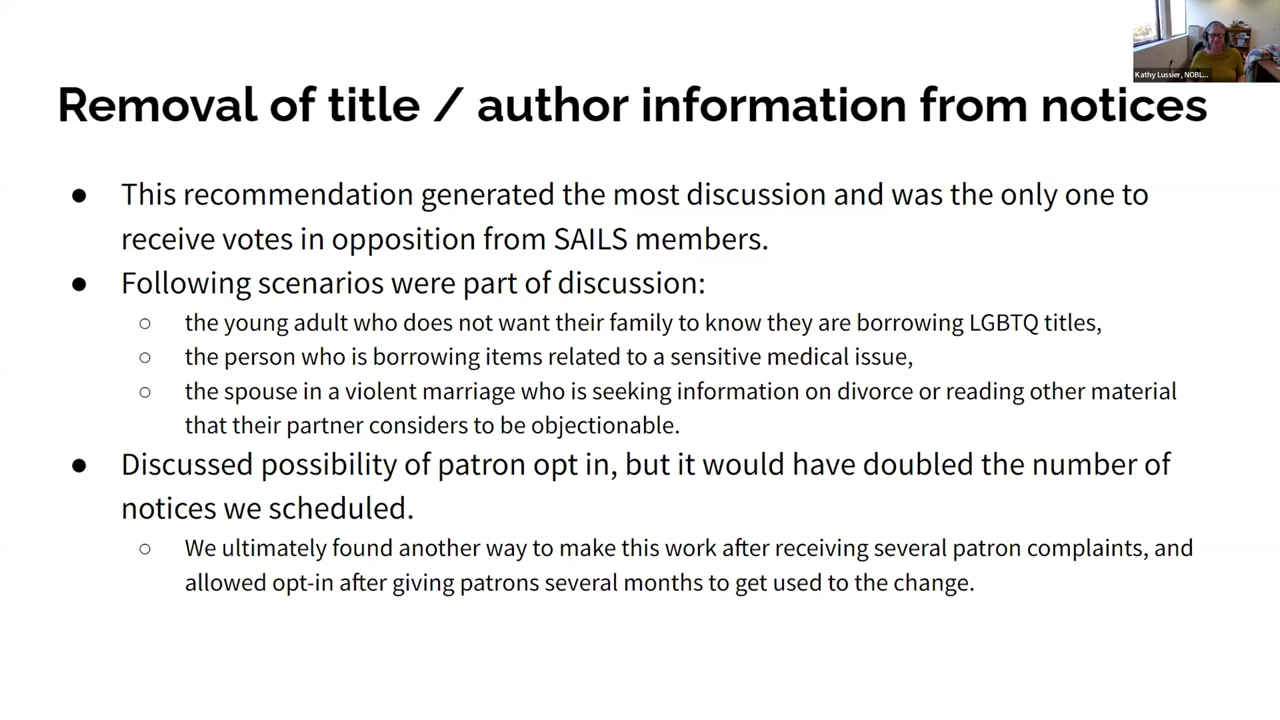 Kathy Lussier, NOBL...
Removal of title / author information from notices
● This recommendation generated the most discussion and was the only one to
receive votes in opposition from SAILS members.
● Following scenarios were part of discussion:
○ the young adult who does not want their family to know they are borrowing LGBTQ titles,
○ the person who is borrowing items related to a sensitive medical issue,
○ the spouse in a violent marriage who is seeking information on divorce or reading other material
that their partner considers to be objectionable.
● Discussed possibility of patron opt in, but it would have doubled the number of
notices we scheduled.
○ We ultimately found another way to make this work after receiving several patron complaints, and
allowed opt-in after giving patrons several months to get used to the change.